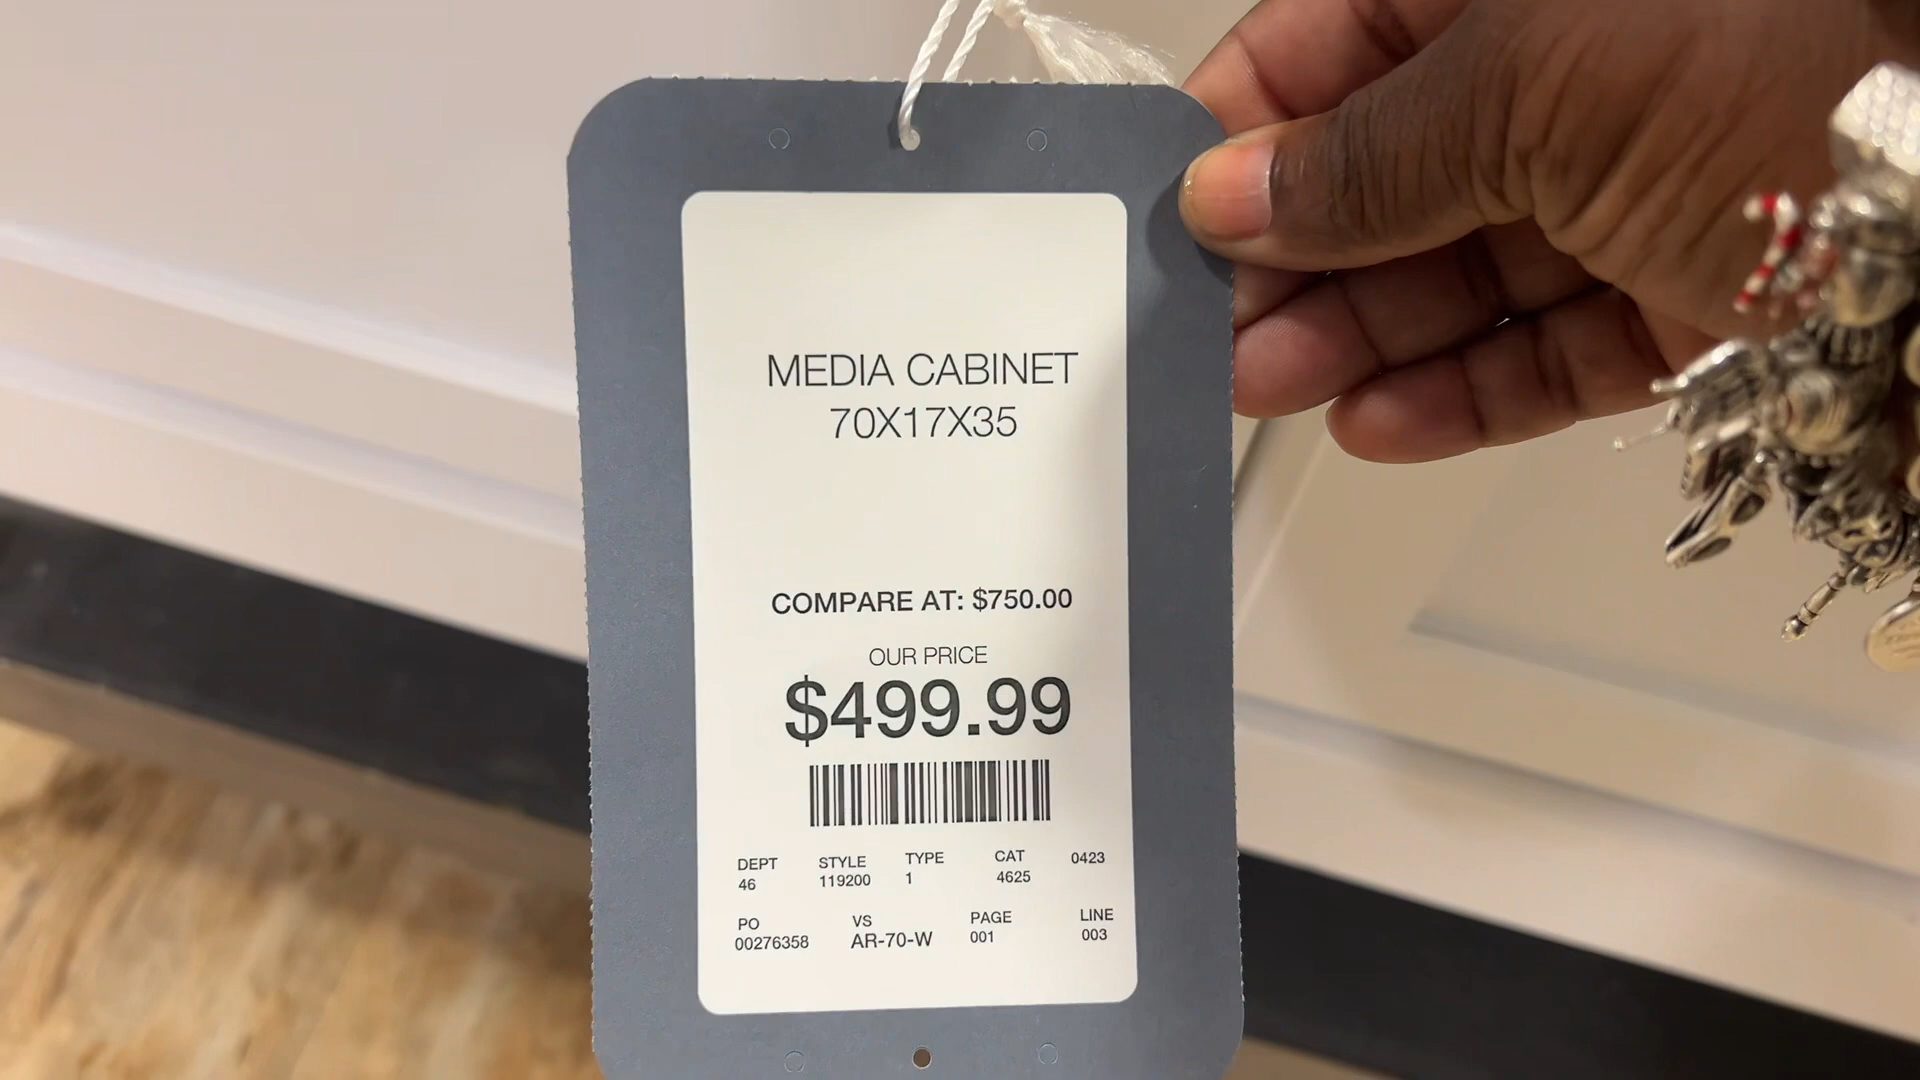 MEDIA CABINET
70X17X35
COMPARE AT: $750.00
OUR PRICE
$499.99
DEPT STYLE TYPE CAT 0423
46 119200 1 4625
PO VS PAGE LINE
00276358 AR-70-W 001 003